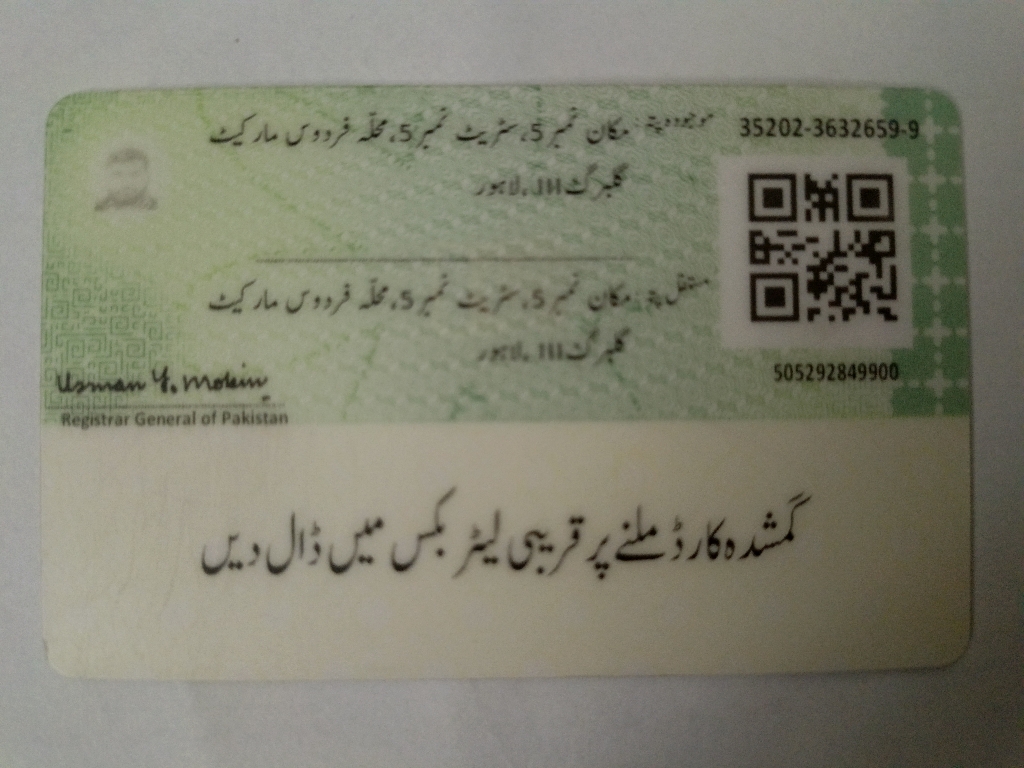 موجودہ پتہ: مکان نمبر 5، سٹریٹ نمبر 5، محلہ فردوس مارکیٹ
گلبرگ III، لاہور
35202-3632659-9
مستقل پتہ: مکان نمبر 5، سٹریٹ نمبر 5، محلہ فردوس مارکیٹ
گلبرگ III، لاہور
505292849900
Usman Y. Mobin
Registrar General of Pakistan
گمشدہ کارڈ ملنے پر قریبی لیٹر بکس میں ڈال دیں